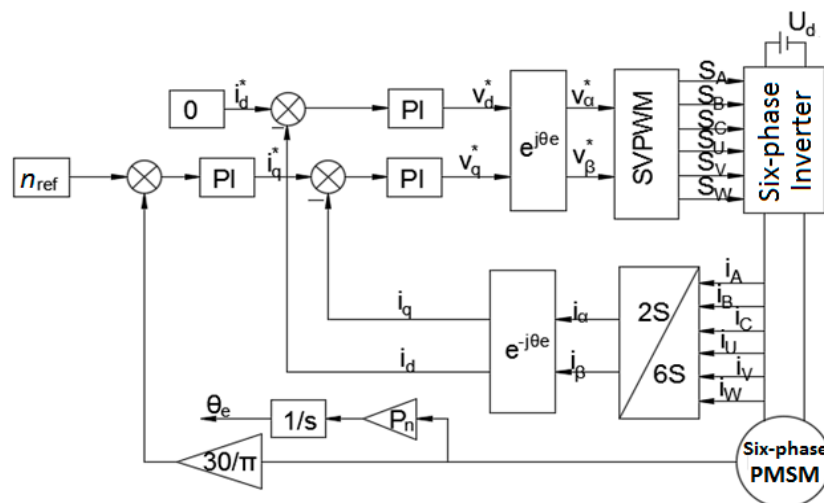 U_d
0
i_d^*
PI
v_d^*
e^{jθe}
v_α^*
SVPWM
S_A
S_B
S_C
S_U
S_V
S_W
Six-phase
Inverter
n_ref
PI
i_q^*
PI
v_q^*
v_β^*
i_q
i_d
e^{-jθe}
i_α
i_β
2S
6S
i_A
i_B
i_C
i_U
i_V
i_W
θ_e
1/s
P_n
30/π
Six-phase
PMSM